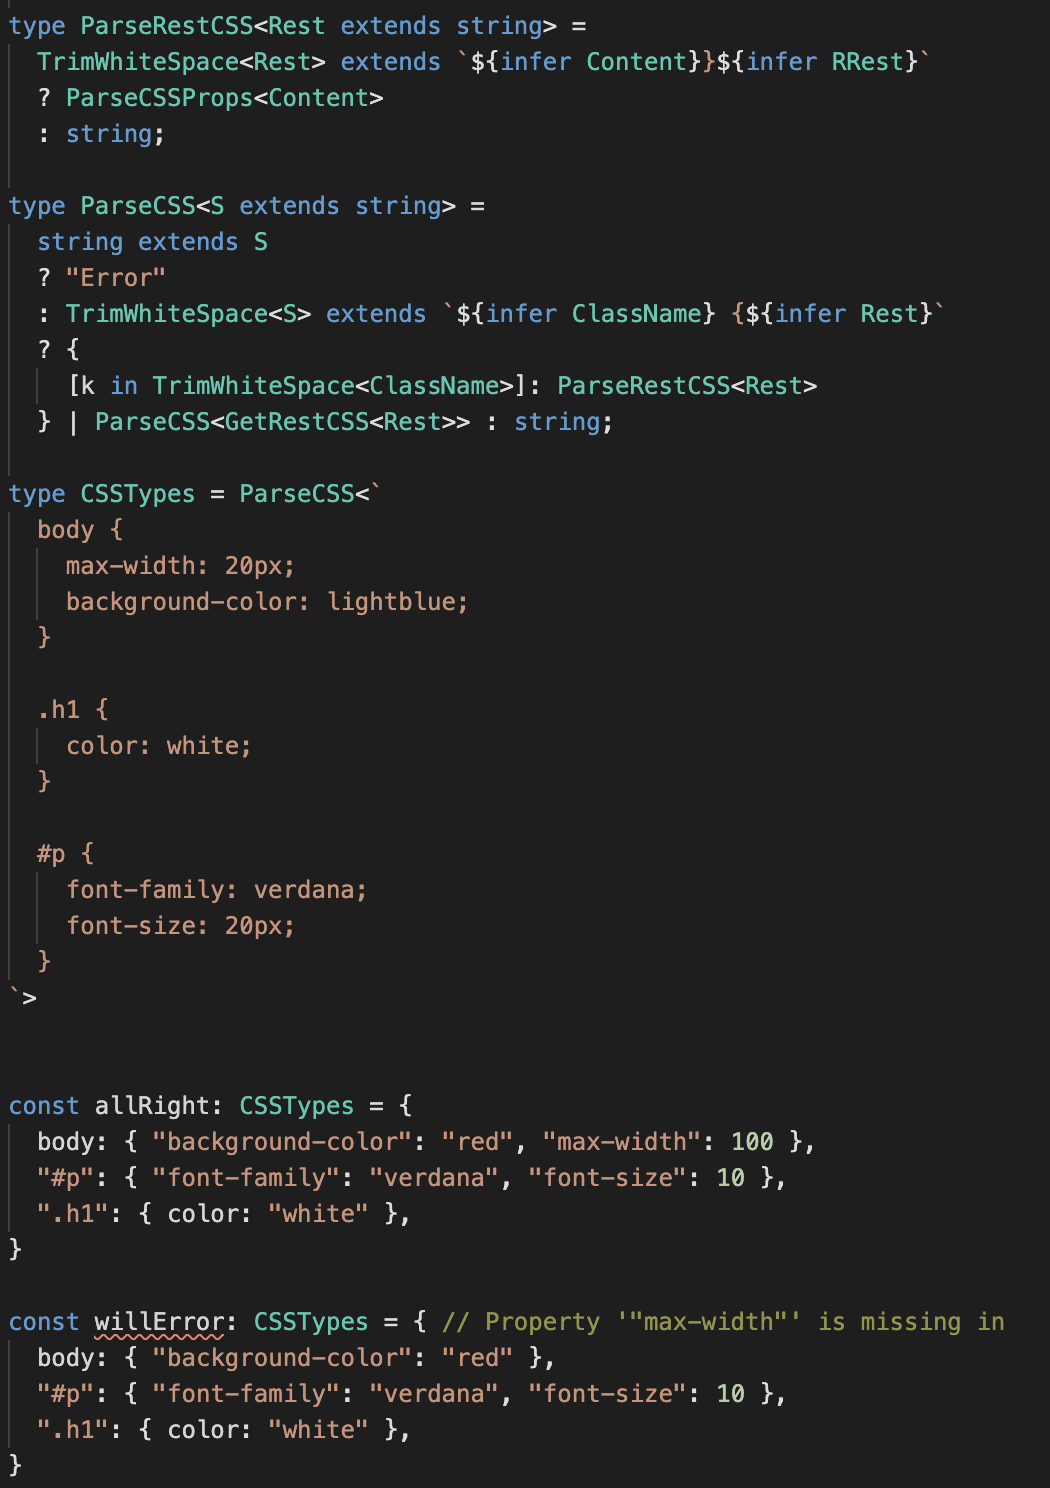 type ParseRestCSS<Rest extends string> =
  TrimWhiteSpace<Rest> extends `${infer Content}}${infer RRest}`
  ? ParseCSSProps<Content>
  : string;

type ParseCSS<S extends string> =
  string extends S
  ? "Error"
  : TrimWhiteSpace<S> extends `${infer ClassName} {${infer Rest}`
  ? {
    [k in TrimWhiteSpace<ClassName>]: ParseRestCSS<Rest>
  } | ParseCSS<GetRestCSS<Rest>> : string;

type CSSTypes = ParseCSS<`
  body {
    max-width: 20px;
    background-color: lightblue;
  }

  .h1 {
    color: white;
  }

  #p {
    font-family: verdana;
    font-size: 20px;
  }
`>

const allRight: CSSTypes = {
  body: { "background-color": "red", "max-width": 100 },
  "#p": { "font-family": "verdana", "font-size": 10 },
  ".h1": { color: "white" },
}

const willError: CSSTypes = { // Property '"max-width"' is missing in
  body: { "background-color": "red" },
  "#p": { "font-family": "verdana", "font-size": 10 },
  ".h1": { color: "white" },
}